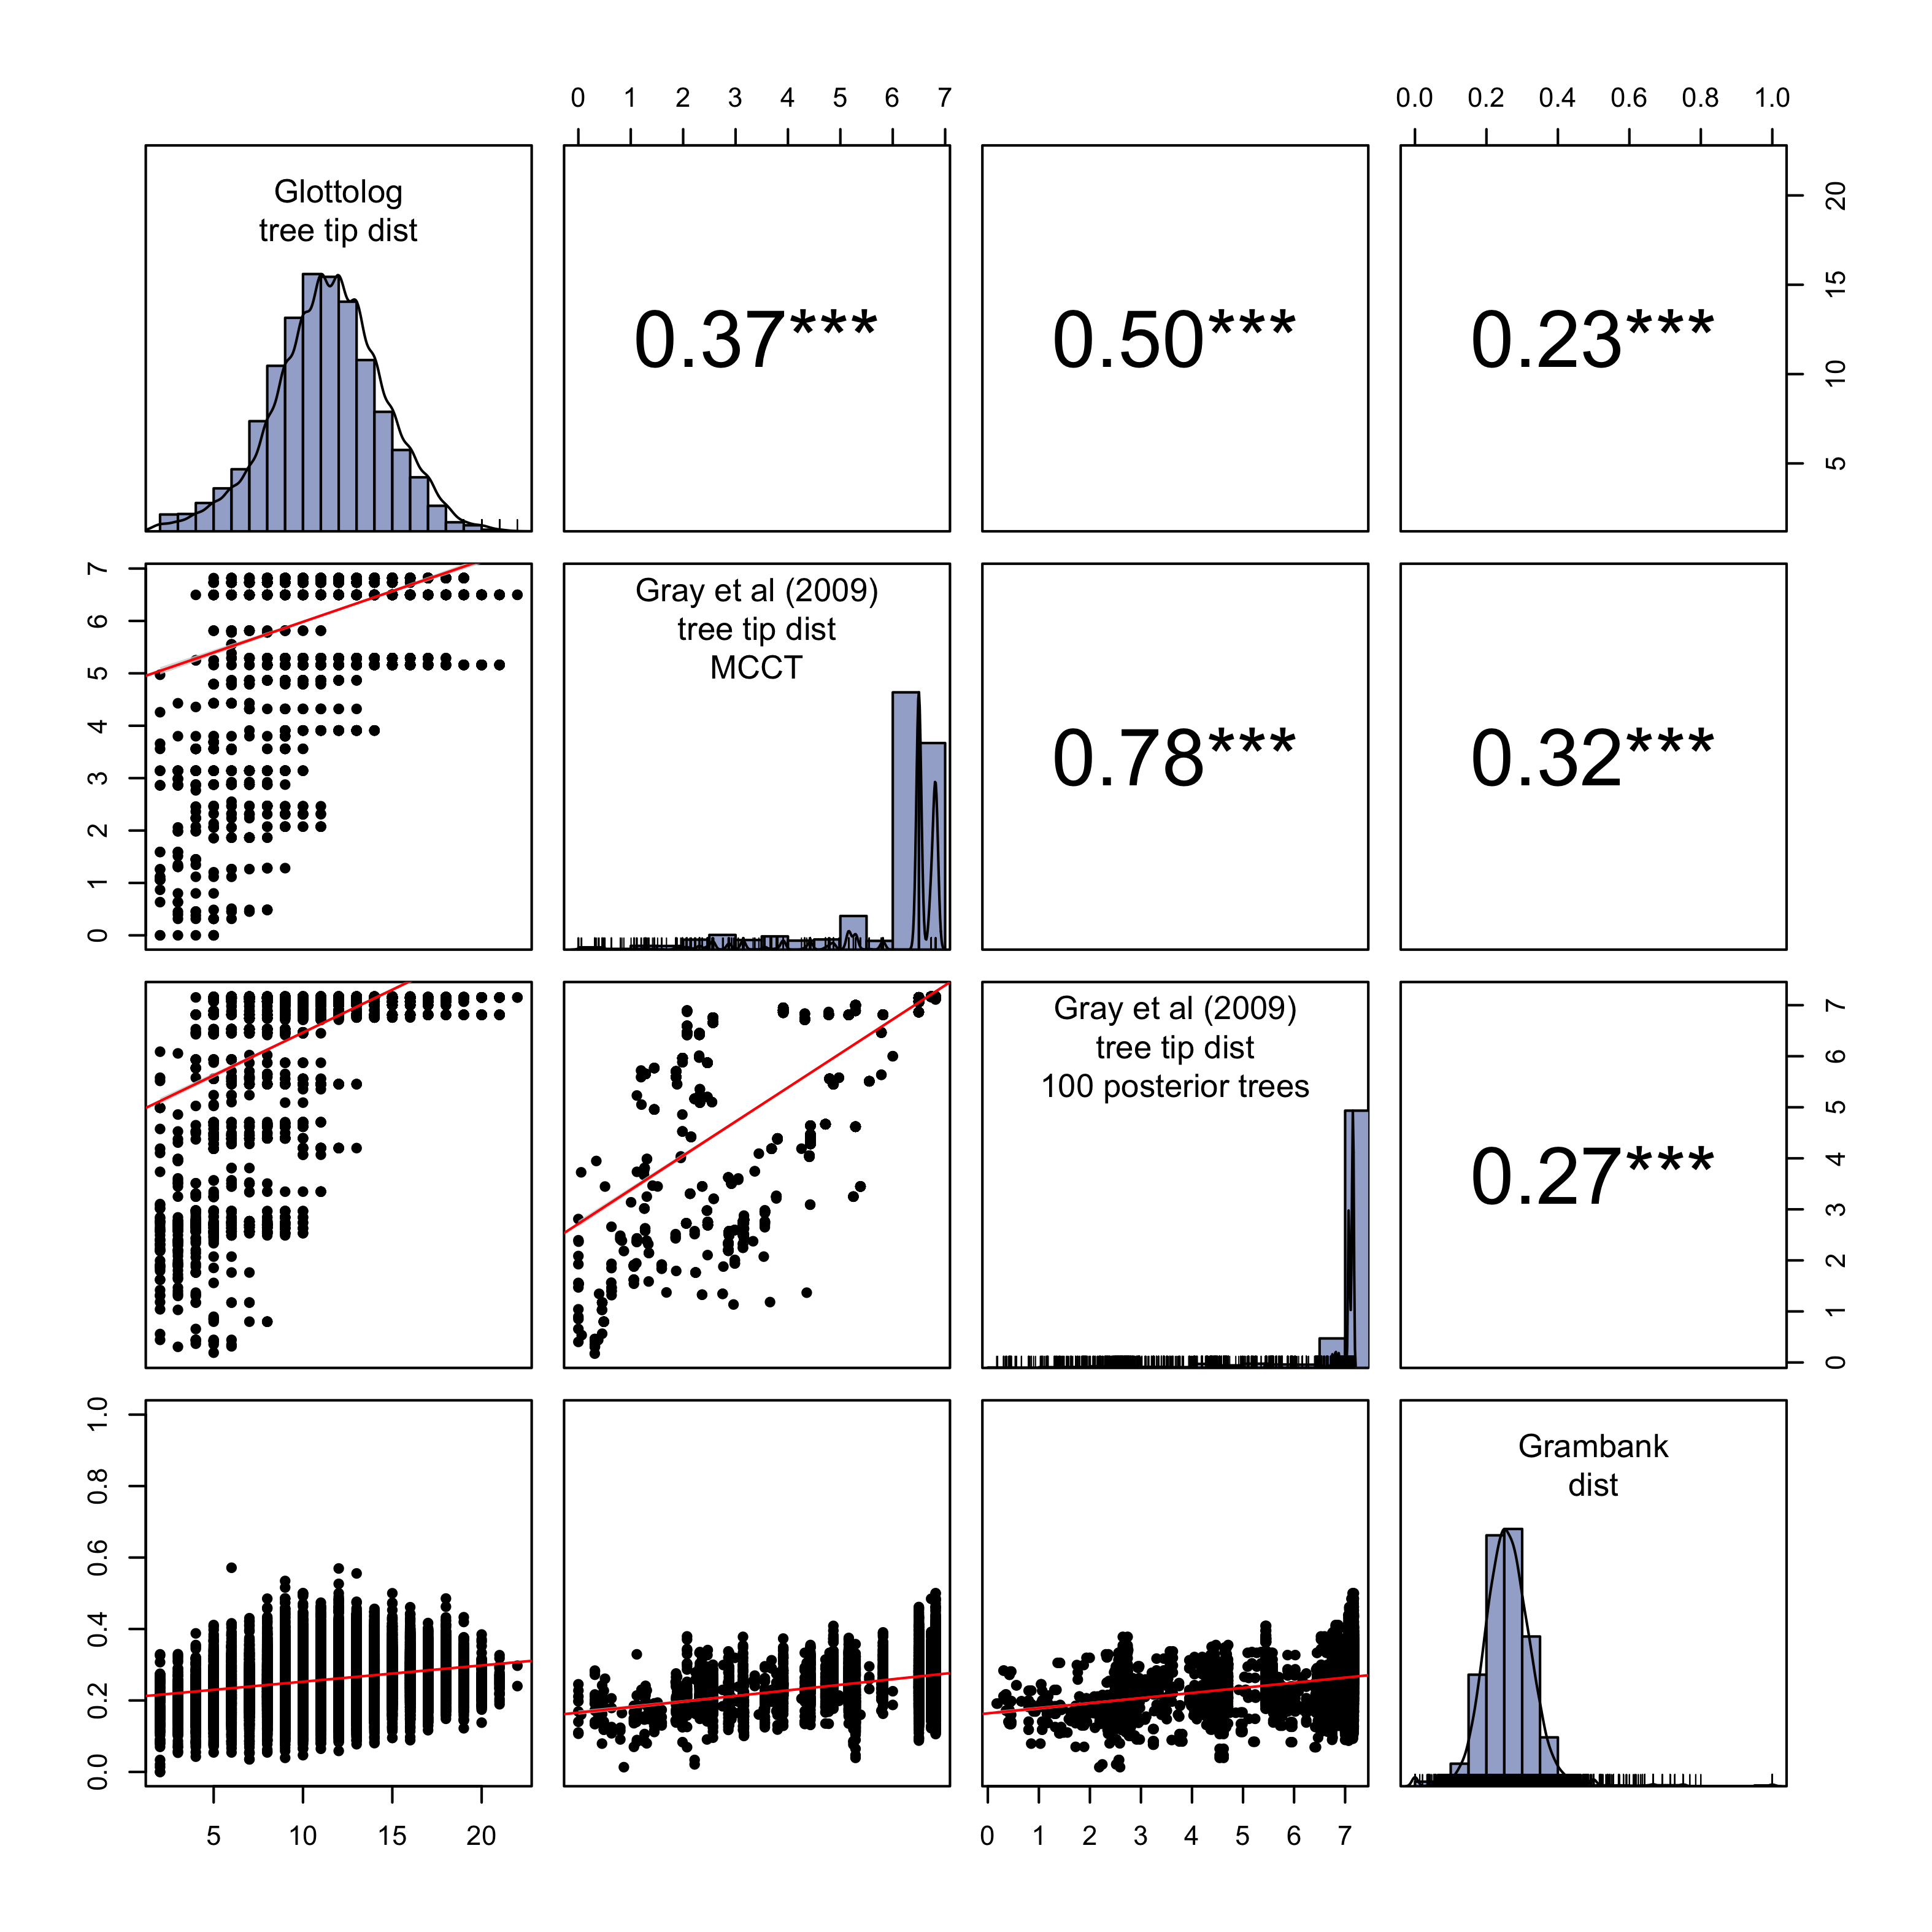 0 1 2 3 4 5 6 7
0.0 0.2 0.4 0.6 0.8 1.0
Glottolog
tree tip dist
0.37***
0.50***
0.23***
20
15
10
5
7
6
5
4
3
2
1
0
Gray et al (2009)
tree tip dist
MCCT
0.78***
0.32***
Gray et al (2009)
tree tip dist
100 posterior trees
0.27***
7
6
5
4
3
2
1
0
1.0
0.8
0.6
0.4
0.2
0.0
Grambank
dist
5 10 15 20
0 1 2 3 4 5 6 7